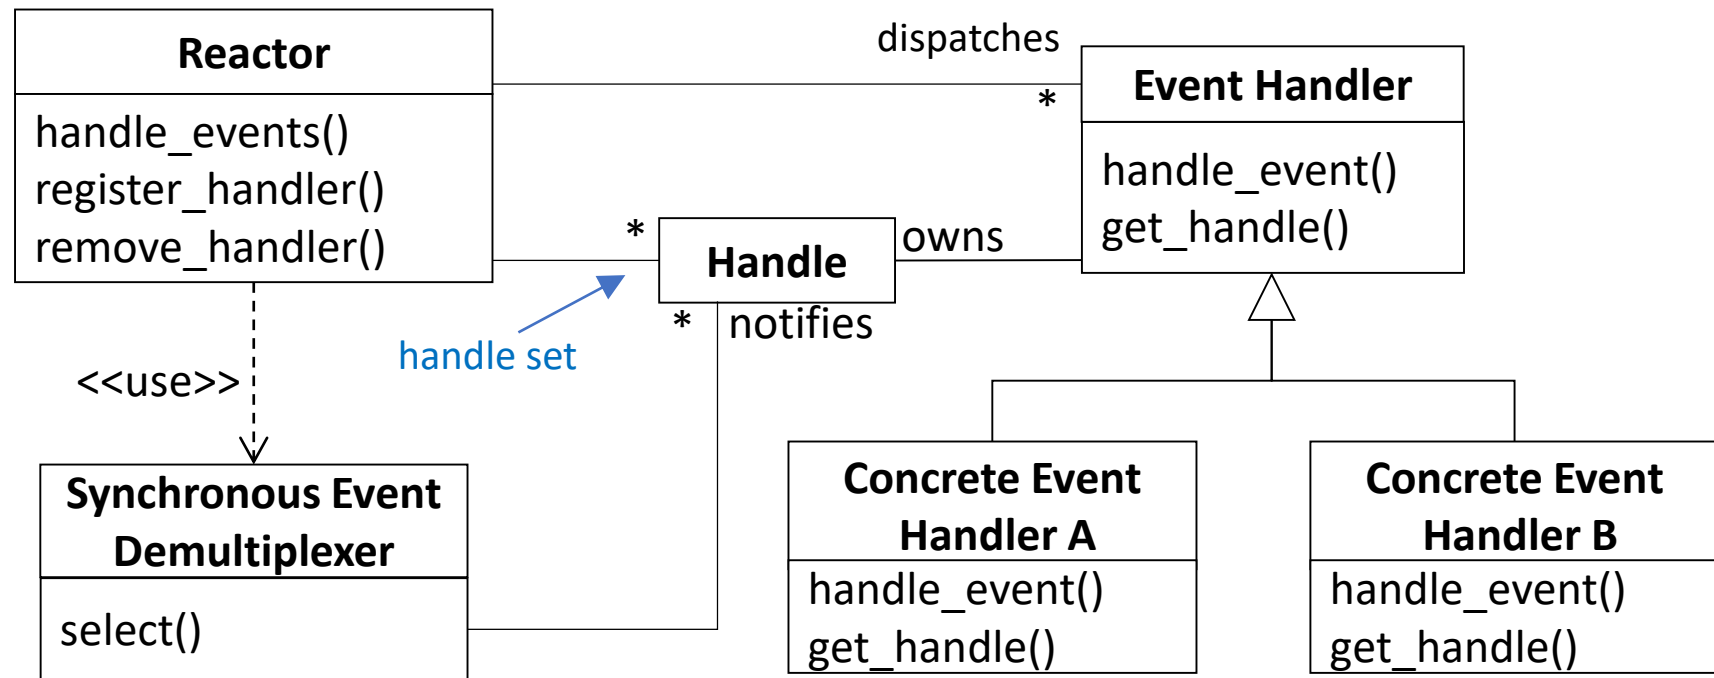 Reactor
handle_events()
register_handler()
remove_handler()
dispatches
*
Event Handler
handle_event()
get_handle()
*
Handle
owns
*
notifies
handle set
<<use>>
Synchronous Event
Demultiplexer
select()
Concrete Event
Handler A
handle_event()
get_handle()
Concrete Event
Handler B
handle_event()
get_handle()